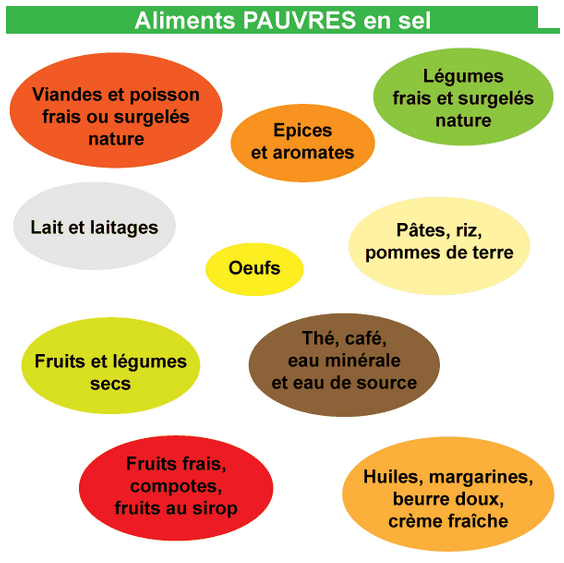 Aliments PAUVRES en sel
Viandes et poisson
frais ou surgelés
nature
Epices
et aromates
Légumes
frais et surgelés
nature
Lait et laitages
Oeufs
Pâtes, riz,
pommes de terre
Fruits et légumes
secs
Thé, café,
eau minérale
et eau de source
Fruits frais,
compotes,
fruits au sirop
Huiles, margarines,
beurre doux,
crème fraîche